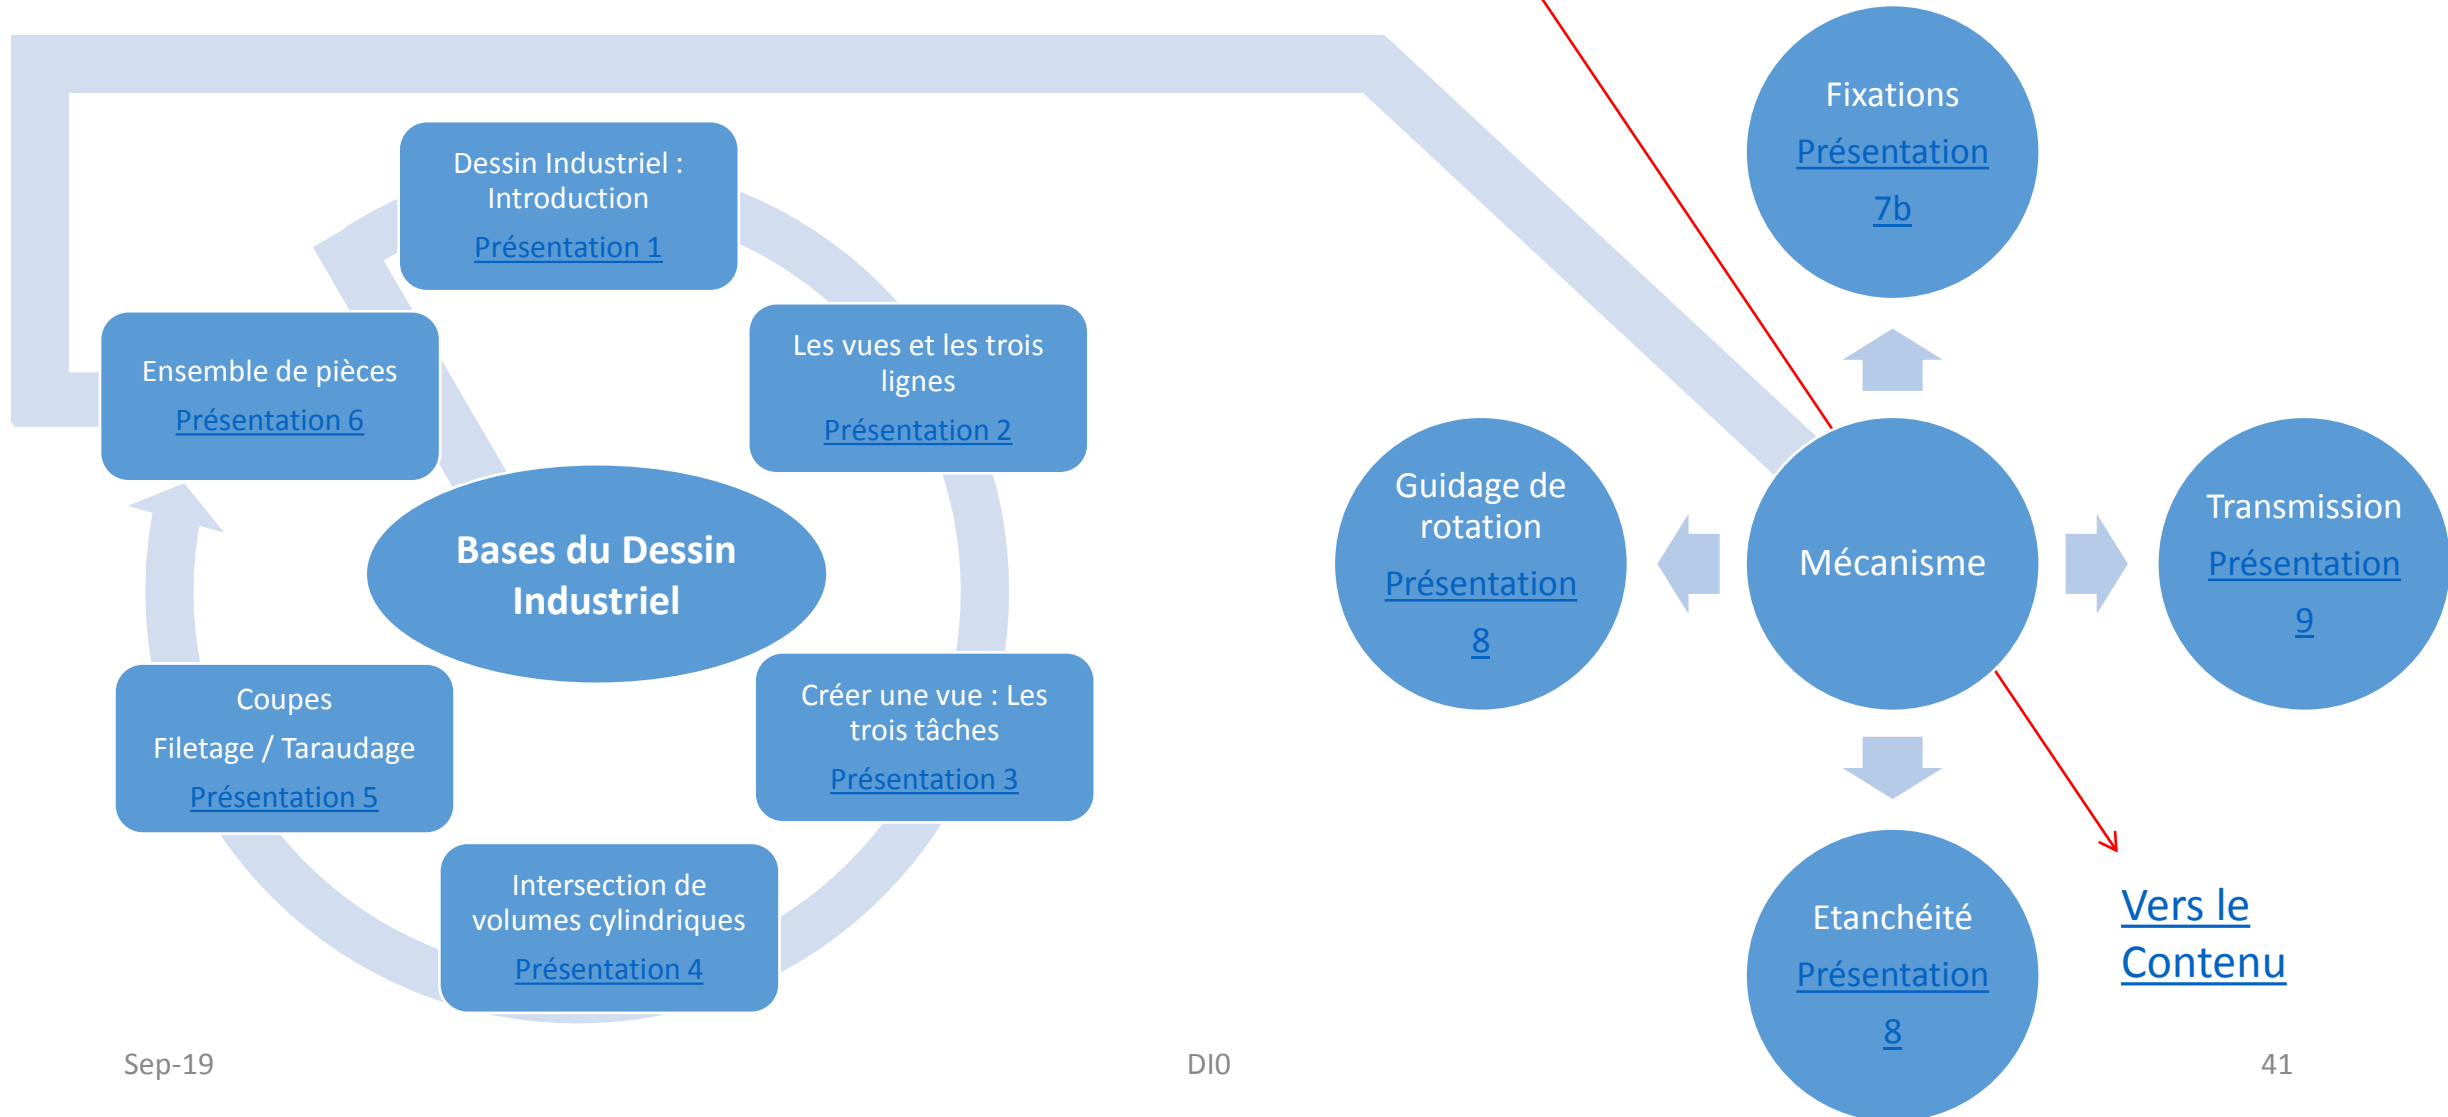 Dessin Industriel :
Introduction
Présentation 1
Les vues et les trois
lignes
Présentation 2
Créer une vue : Les
trois tâches
Présentation 3
Intersection de
volumes cylindriques
Présentation 4
Coupes
Filetage / Taraudage
Présentation 5
Ensemble de pièces
Présentation 6
Bases du Dessin
Industriel
Fixations
Présentation
7b
Guidage de
rotation
Présentation
8
Mécanisme
Transmission
Présentation
9
Etanchéité
Présentation
8
Vers le
Contenu
Sep-19
DI0
41